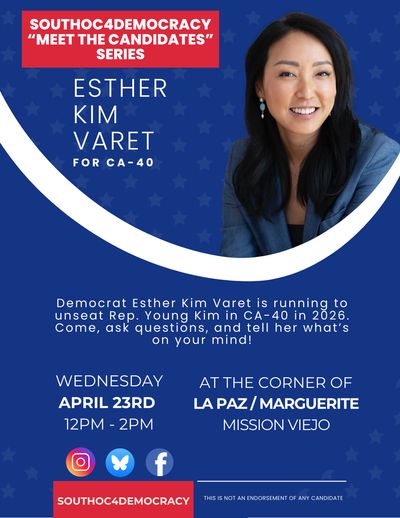 SOUTHOC4DEMOCRACY
“MEET THE CANDIDATES”
SERIES
ESTHER
KIM
VARET
FOR CA-40
Democrat Esther Kim Varet is running to
unseat Rep. Young Kim in CA-40 in 2026.
Come, ask questions, and tell her what’s
on your mind!
WEDNESDAY
APRIL 23RD
12PM - 2PM
AT THE CORNER OF
LA PAZ / MARGUERITE
MISSION VIEJO
SOUTHOC4DEMOCRACY
THIS IS NOT AN ENDORSEMENT OF ANY CANDIDATE